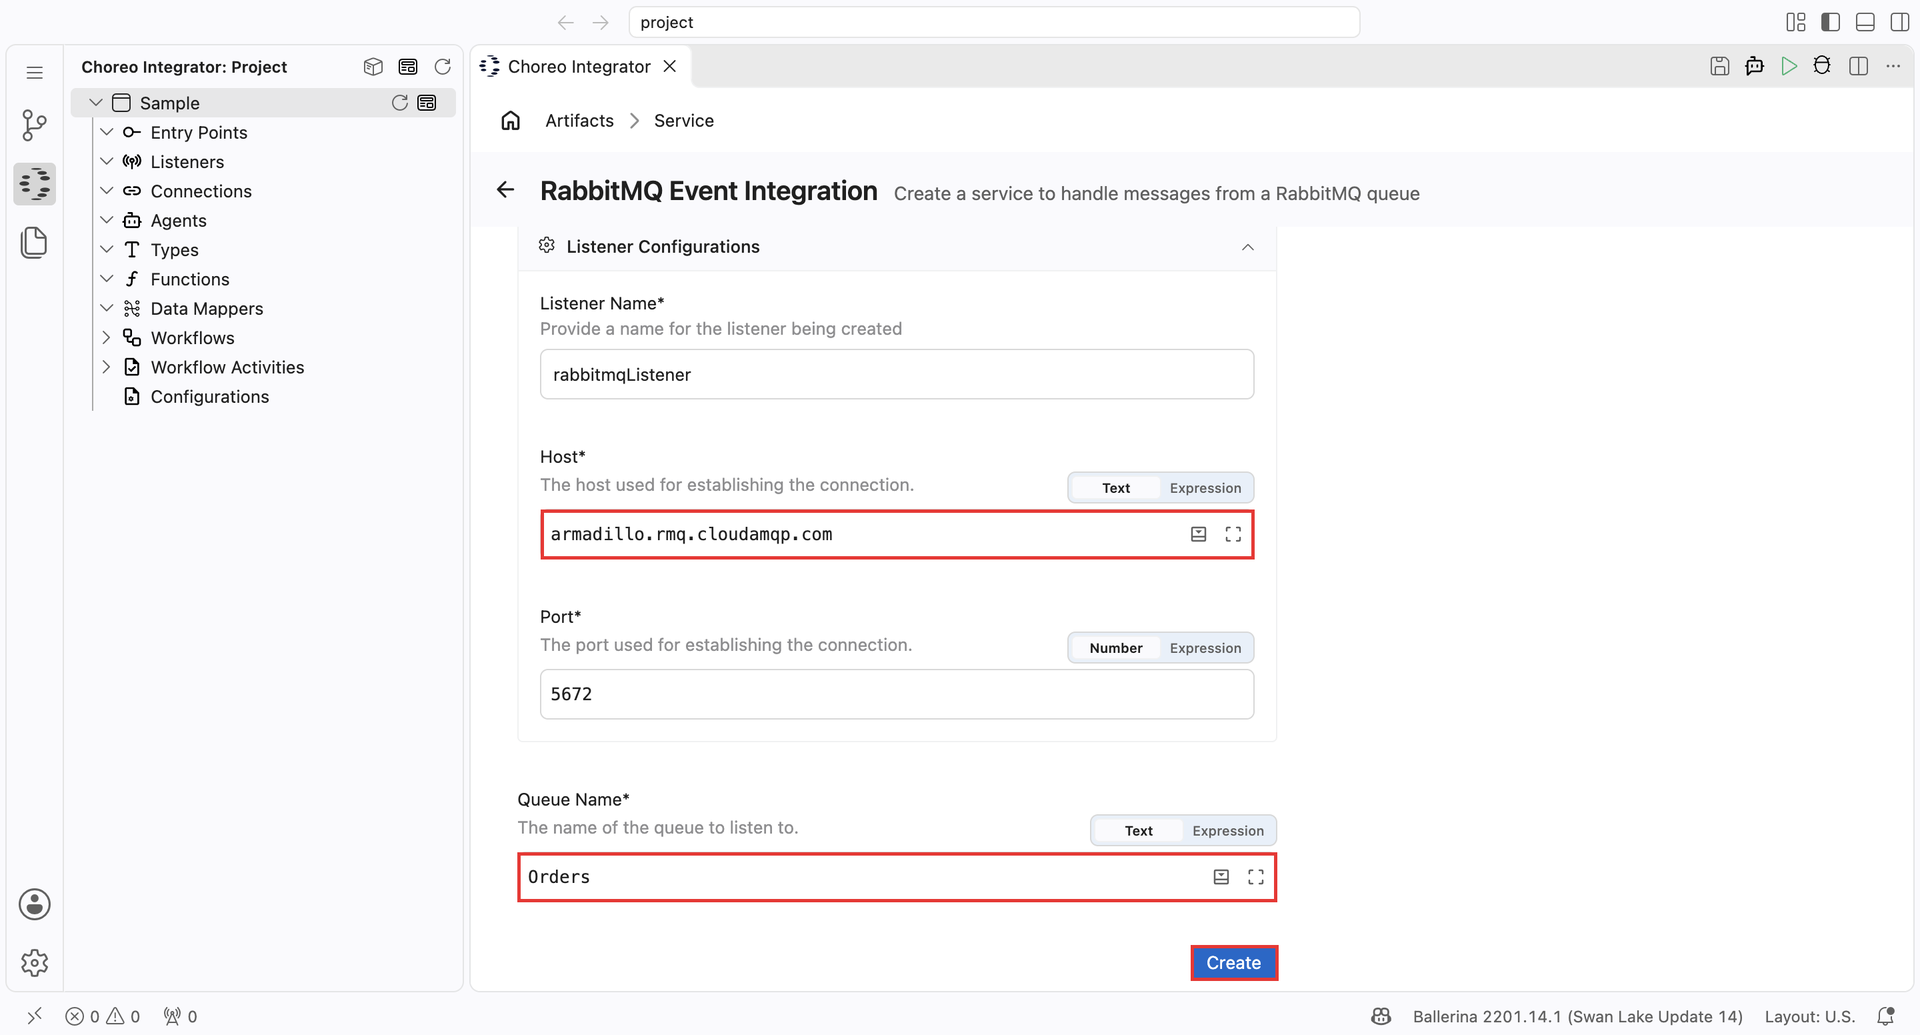 project
Choreo Integrator: Project
Sample
Entry Points
Listeners
Connections
Agents
Types
Functions
Data Mappers
Workflows
Workflow Activities
Configurations
Choreo Integrator
Artifacts
Service
RabbitMQ Event Integration
Create a service to handle messages from a RabbitMQ queue
Listener Configurations
Listener Name*
Provide a name for the listener being created
rabbitmqListener
Host*
The host used for establishing the connection.
Text
Expression
armadillo.rmq.cloudamqp.com
Port*
The port used for establishing the connection.
Number
Expression
5672
Queue Name*
The name of the queue to listen to.
Text
Expression
Orders
Create
0
0
0
Ballerina 2201.14.1 (Swan Lake Update 14)
Layout: U.S.